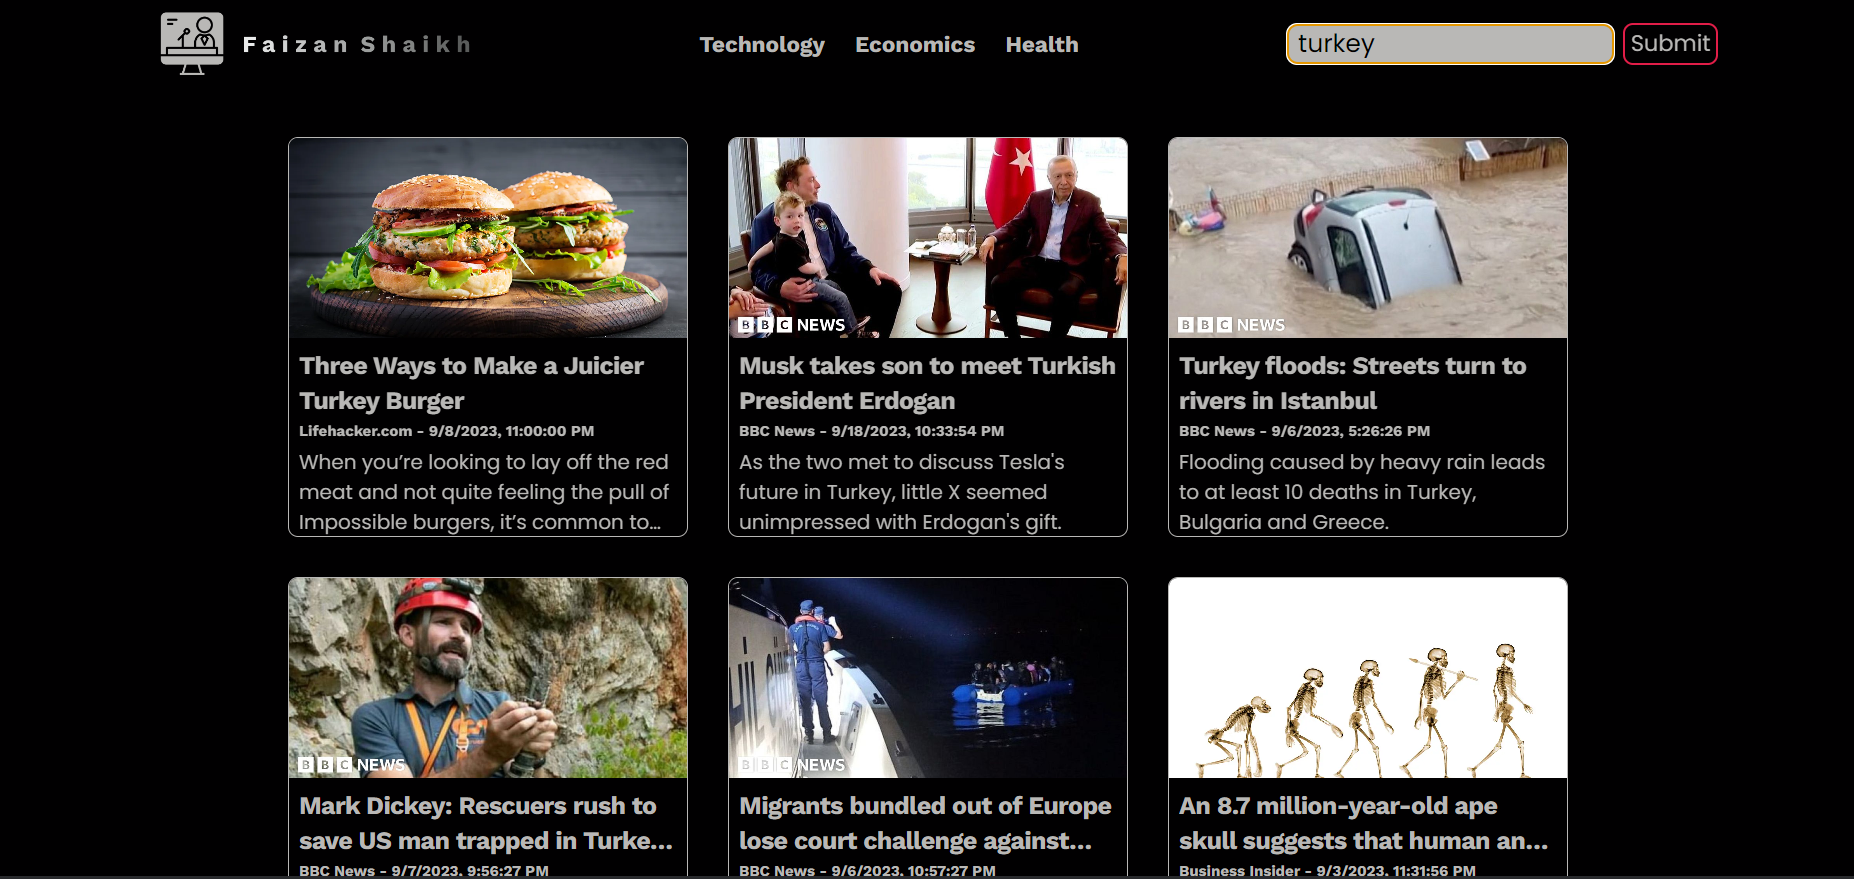 Faizan Shaikh
Technology Economics Health
turkey
Submit
Three Ways to Make a Juicier
Turkey Burger
Lifehacker.com - 9/8/2023, 11:00:00 PM
When you’re looking to lay off the red
meat and not quite feeling the pull of
Impossible burgers, it’s common to…
BBC NEWS
Musk takes son to meet Turkish
President Erdogan
BBC News - 9/18/2023, 10:33:54 PM
As the two met to discuss Tesla's
future in Turkey, little X seemed
unimpressed with Erdogan's gift.
BBC NEWS
Turkey floods: Streets turn to
rivers in Istanbul
BBC News - 9/6/2023, 5:26:26 PM
Flooding caused by heavy rain leads
to at least 10 deaths in Turkey,
Bulgaria and Greece.
BBC NEWS
Mark Dickey: Rescuers rush to
save US man trapped in Turke…
BBC News - 9/7/2023, 9:56:27 PM
BBC NEWS
Migrants bundled out of Europe
lose court challenge against…
BBC News - 9/6/2023, 10:57:27 PM
An 8.7 million-year-old ape
skull suggests that human an…
Business Insider - 9/3/2023, 11:31:56 PM